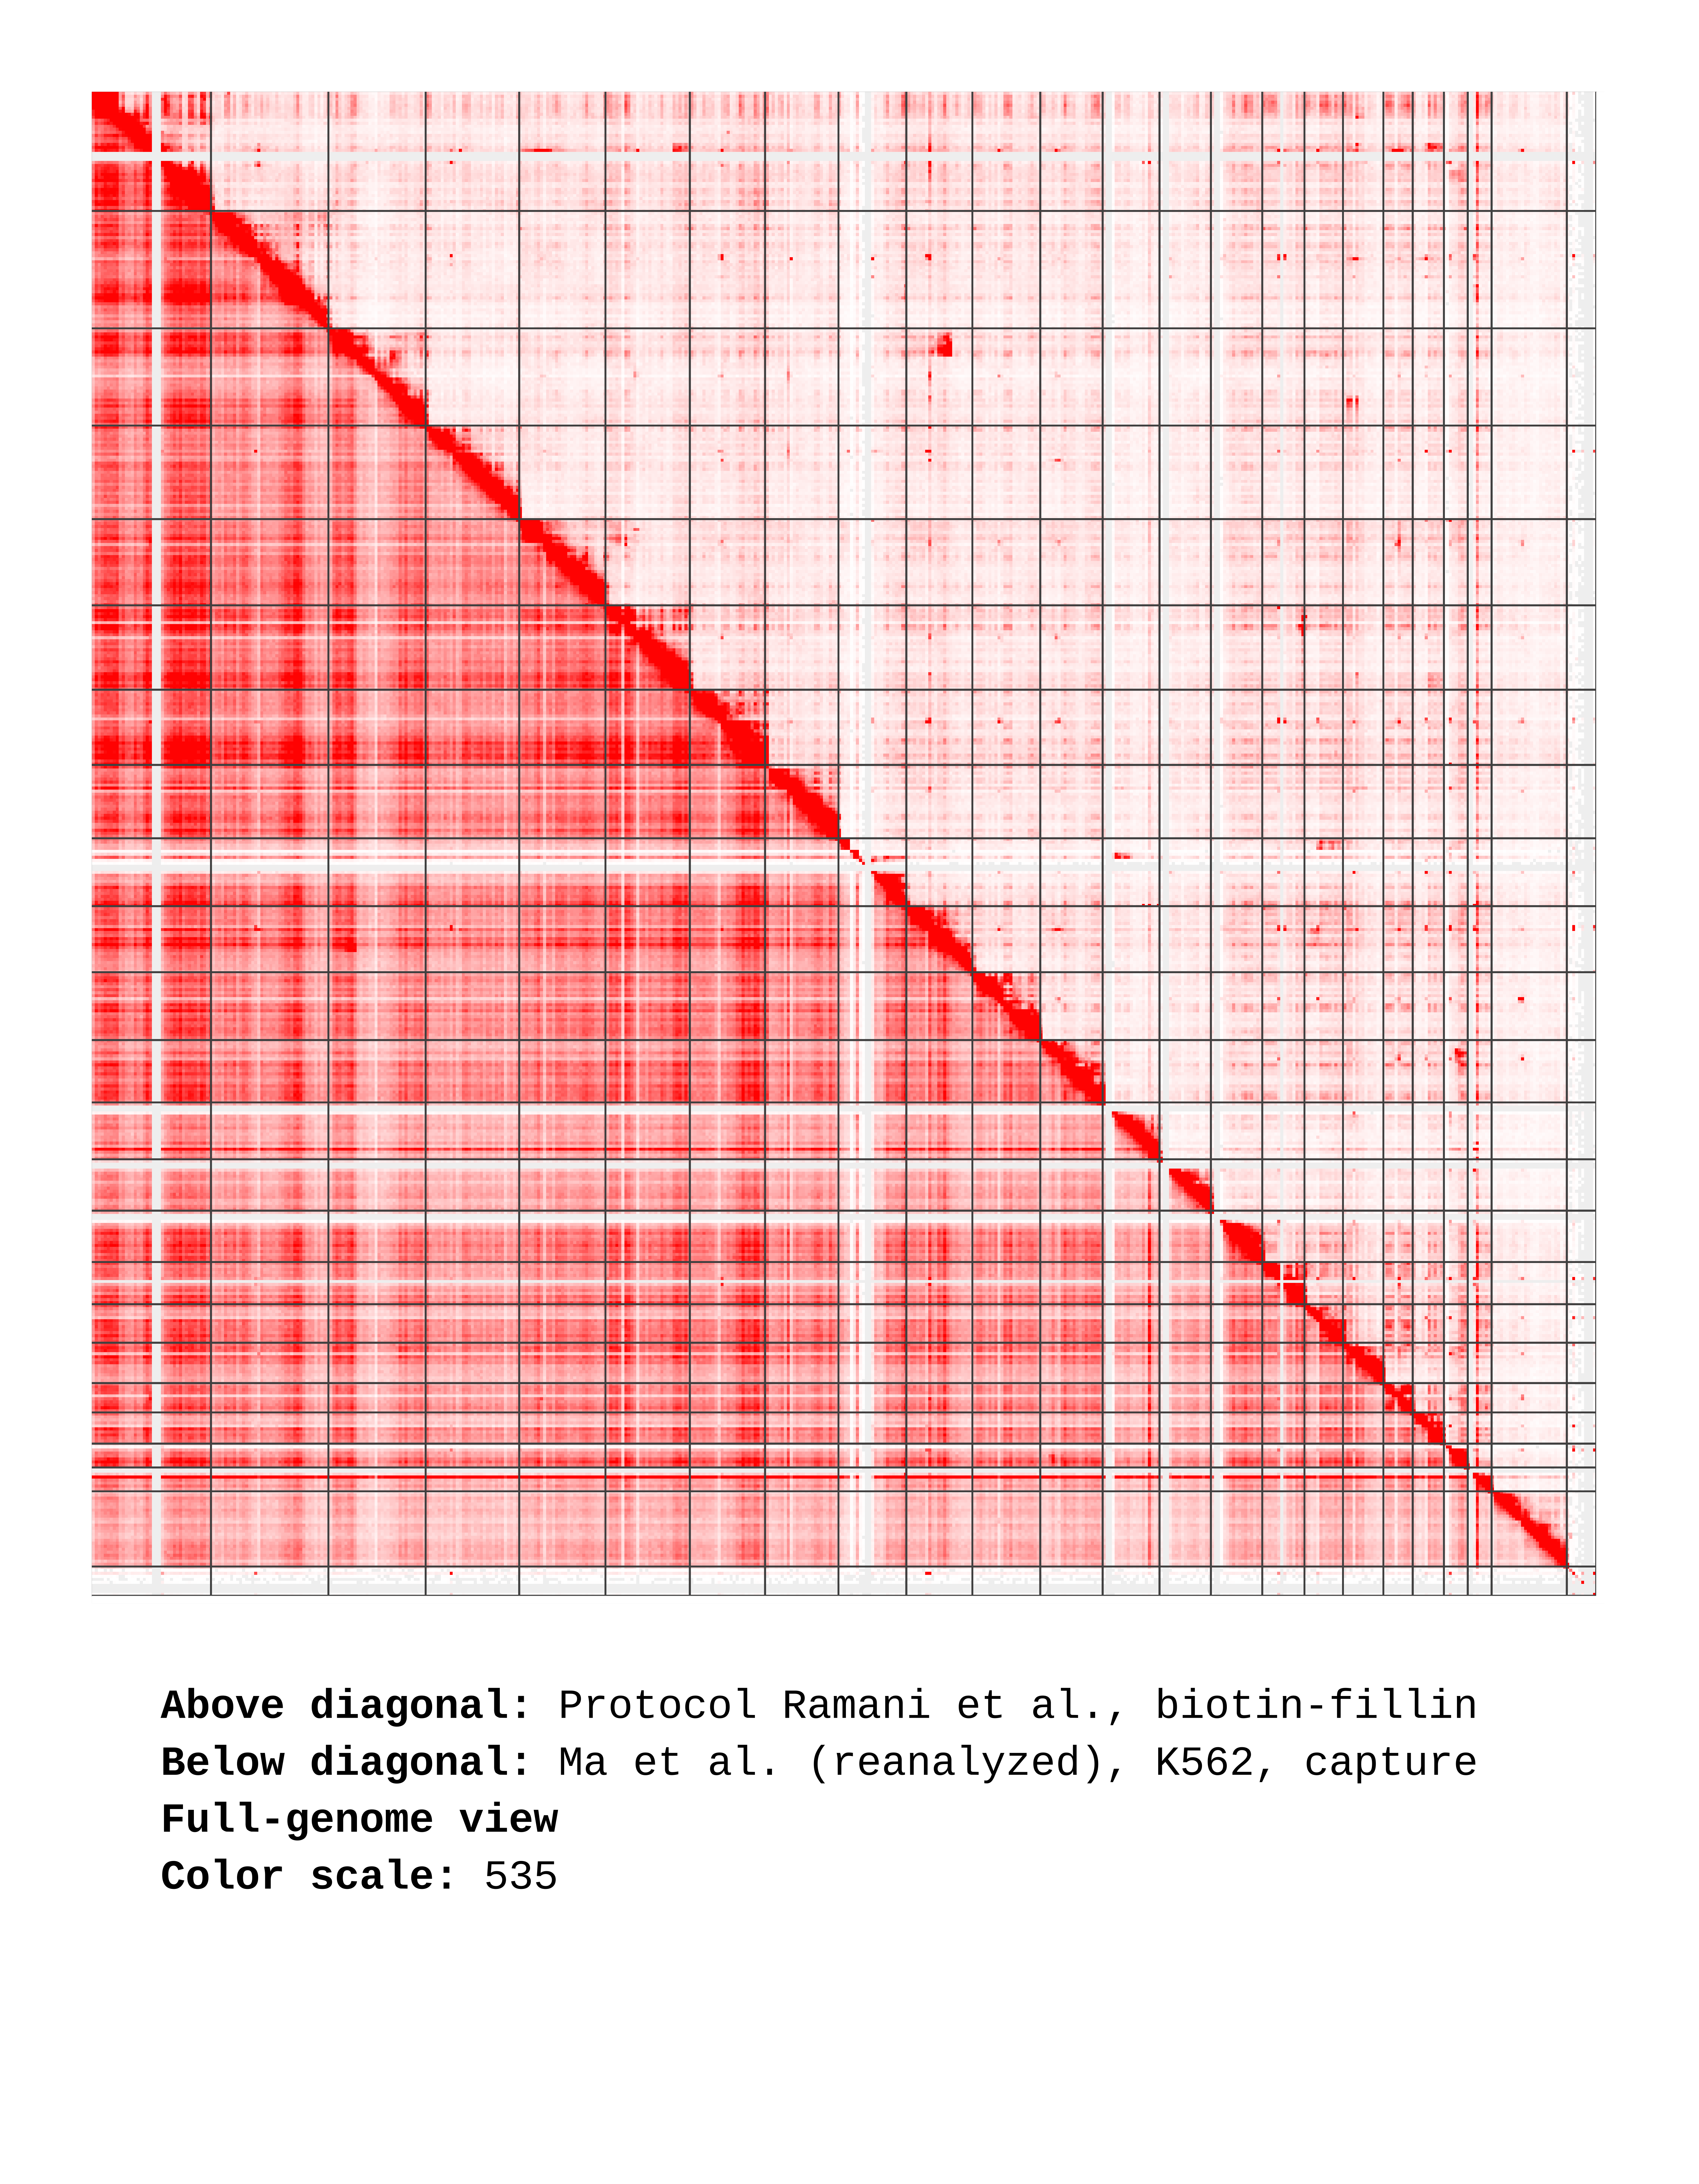 Above diagonal: Protocol Ramani et al., biotin-fillin
Below diagonal: Ma et al. (reanalyzed), K562, capture
Full-genome view
Color scale: 535